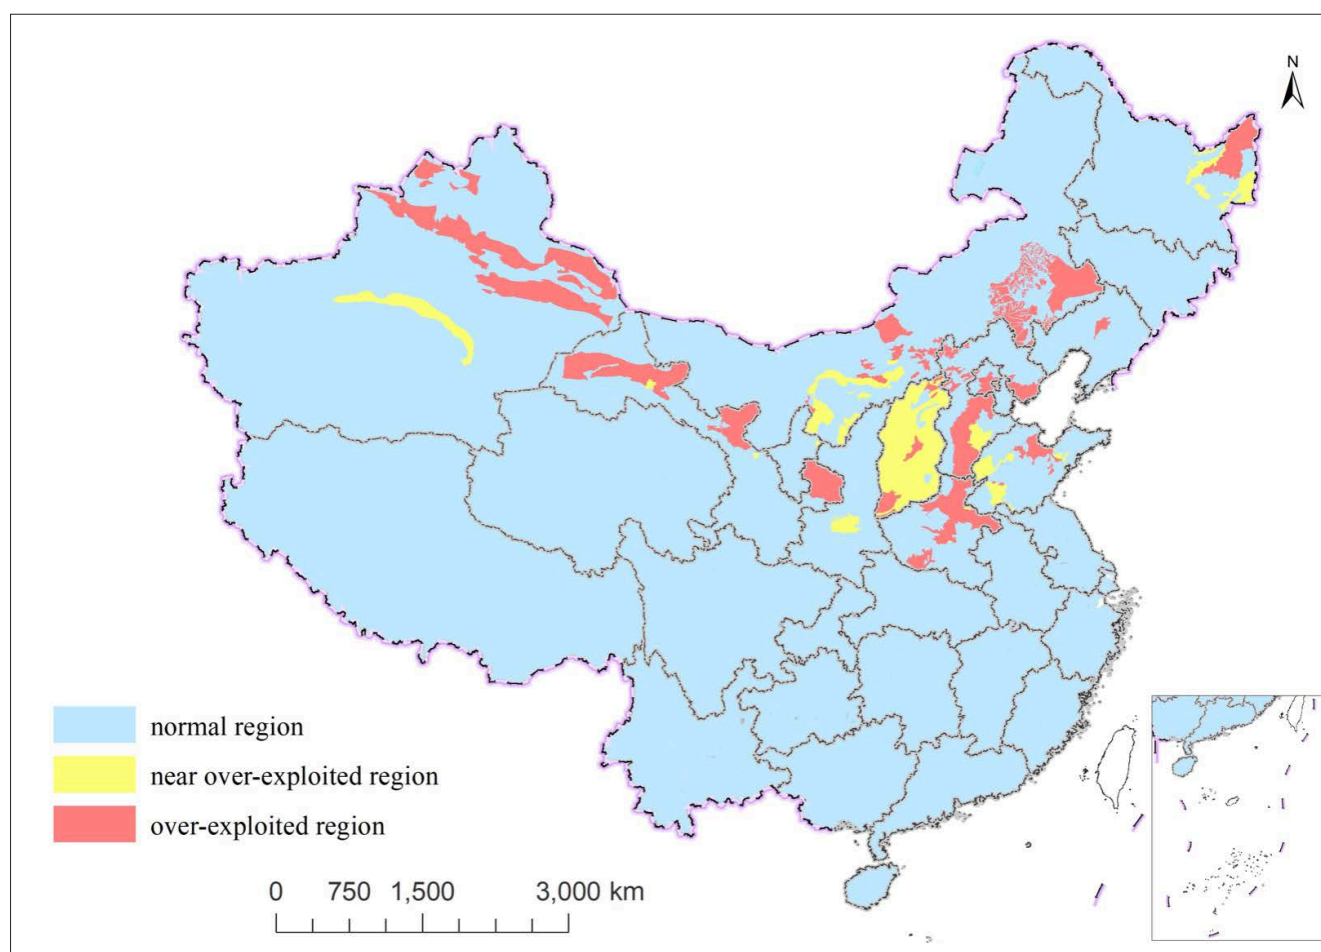 N
normal region
near over-exploited region
over-exploited region
0 750 1,500 3,000 km